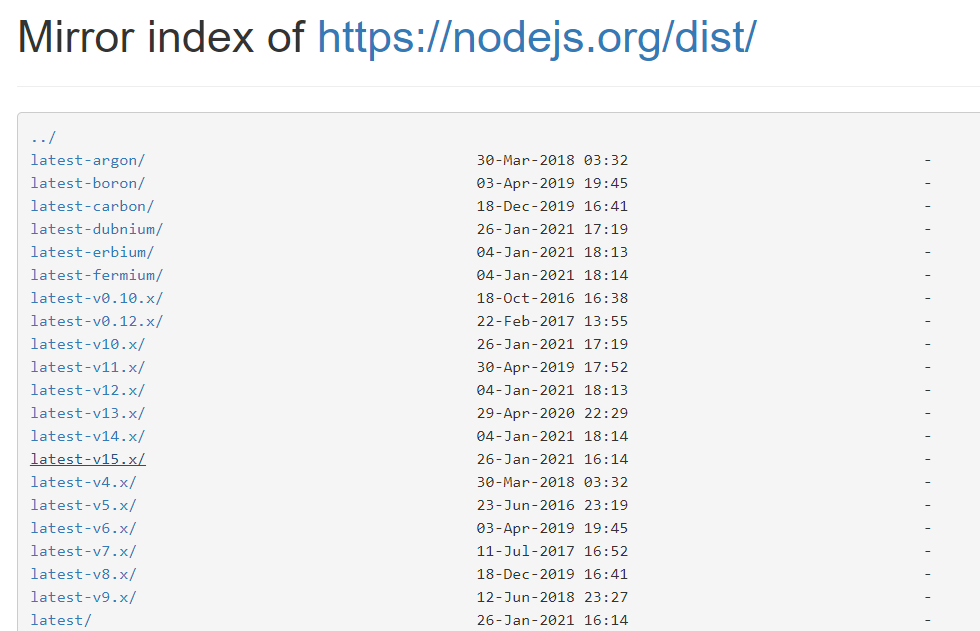 Mirror index of https://nodejs.org/dist/
../
latest-argon/ 30-Mar-2018 03:32 -
latest-boron/ 03-Apr-2019 19:45 -
latest-carbon/ 18-Dec-2019 16:41 -
latest-dubnium/ 26-Jan-2021 17:19 -
latest-erbium/ 04-Jan-2021 18:13 -
latest-fermium/ 04-Jan-2021 18:14 -
latest-v0.10.x/ 18-Oct-2016 16:38 -
latest-v0.12.x/ 22-Feb-2017 13:55 -
latest-v10.x/ 26-Jan-2021 17:19 -
latest-v11.x/ 30-Apr-2019 17:52 -
latest-v12.x/ 04-Jan-2021 18:13 -
latest-v13.x/ 29-Apr-2020 22:29 -
latest-v14.x/ 04-Jan-2021 18:14 -
latest-v15.x/ 26-Jan-2021 16:14 -
latest-v4.x/ 30-Mar-2018 03:32 -
latest-v5.x/ 23-Jun-2016 23:19 -
latest-v6.x/ 03-Apr-2019 19:45 -
latest-v7.x/ 11-Jul-2017 16:52 -
latest-v8.x/ 18-Dec-2019 16:41 -
latest-v9.x/ 12-Jun-2018 23:27 -
latest/ 26-Jan-2021 16:14 -